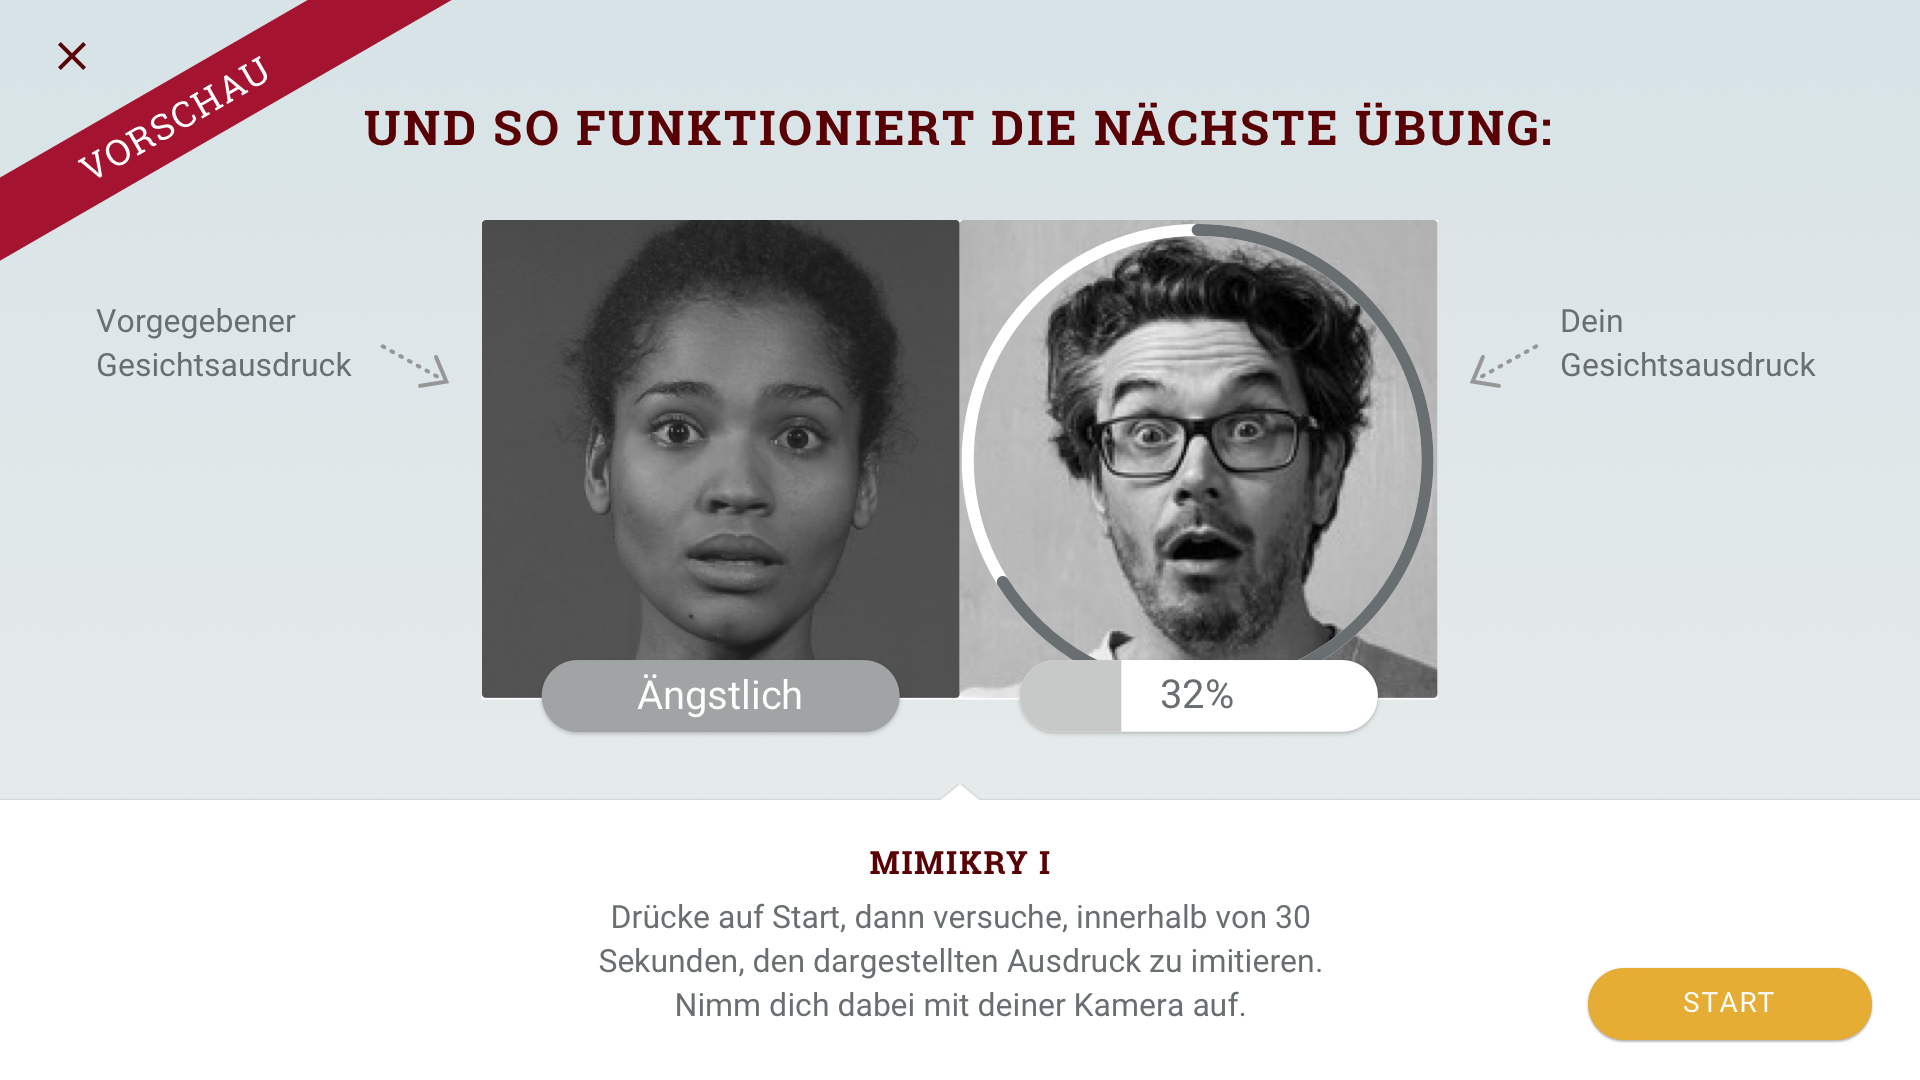 VORSCHAU
UND SO FUNKTIONIERT DIE NÄCHSTE ÜBUNG:
Vorgegebener
Gesichtsausdruck
Dein
Gesichtsausdruck
Ängstlich
32%
MIMIKRY I
Drücke auf Start, dann versuche, innerhalb von 30
Sekunden, den dargestellten Ausdruck zu imitieren.
Nimm dich dabei mit deiner Kamera auf.
START